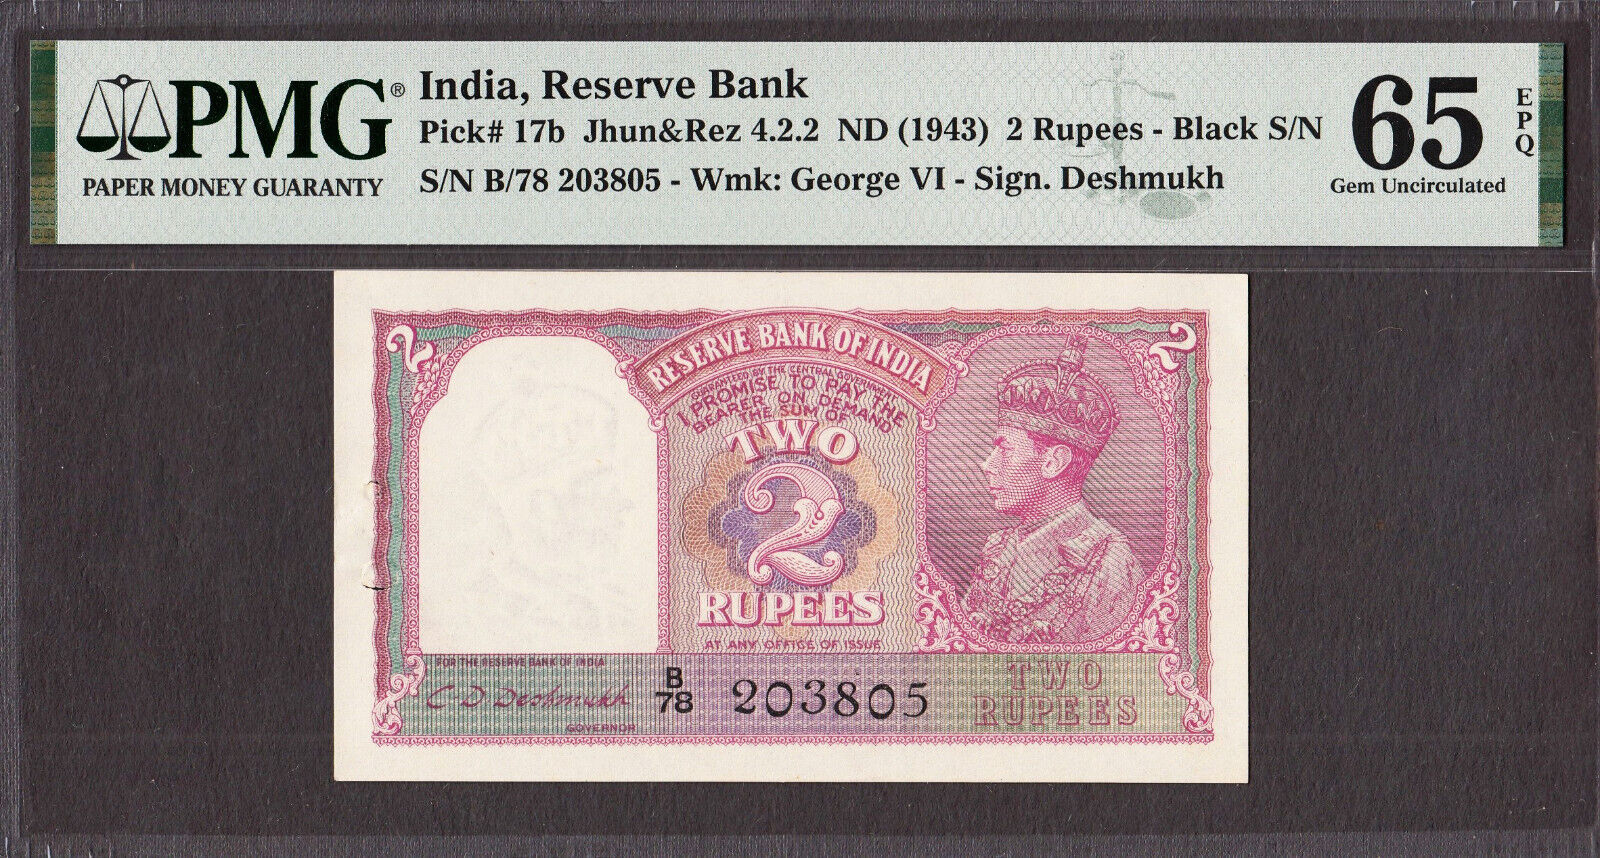 PMG®
PAPER MONEY GUARANTY
India, Reserve Bank
Pick# 17b Jhun&Rez 4.2.2 ND (1943) 2 Rupees - Black S/N
S/N B/78 203805 - Wmk: George VI - Sign. Deshmukh
65
EPQ
Gem Uncirculated
2
2
RESERVE BANK OF INDIA
GUARANTEED BY THE CENTRAL GOVERNMENT
I PROMISE TO PAY THE
BEARER ON DEMAND
THE SUM OF
TWO
2
RUPEES
AT ANY OFFICE OF ISSUE
FOR THE RESERVE BANK OF INDIA
C D Deshmukh
GOVERNOR
B
78
203805
TWO
RUPEES